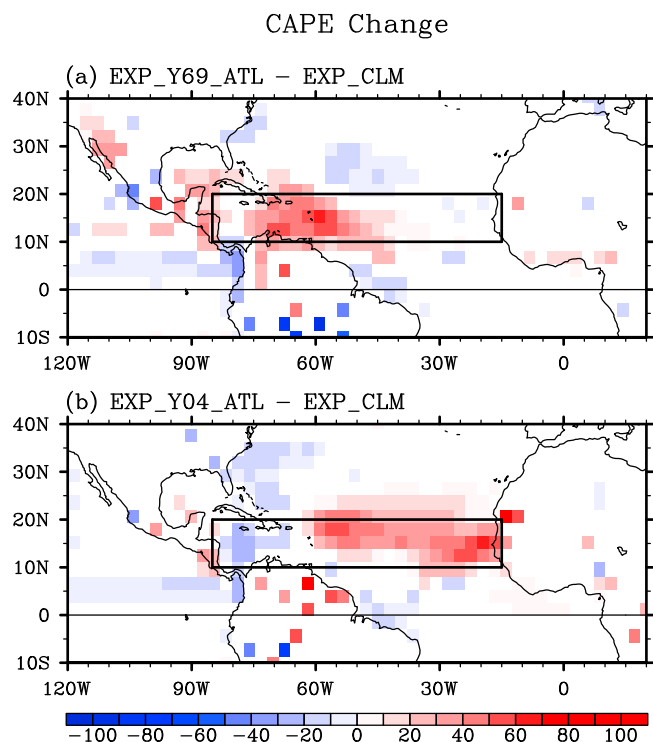 CAPE Change
(a) EXP_Y69_ATL − EXP_CLM
40N
30N
20N
10N
0
10S
120W 90W 60W 30W 0
(b) EXP_Y04_ATL − EXP_CLM
40N
30N
20N
10N
0
10S
120W 90W 60W 30W 0
−100 −80 −60 −40 −20 0 20 40 60 80 100